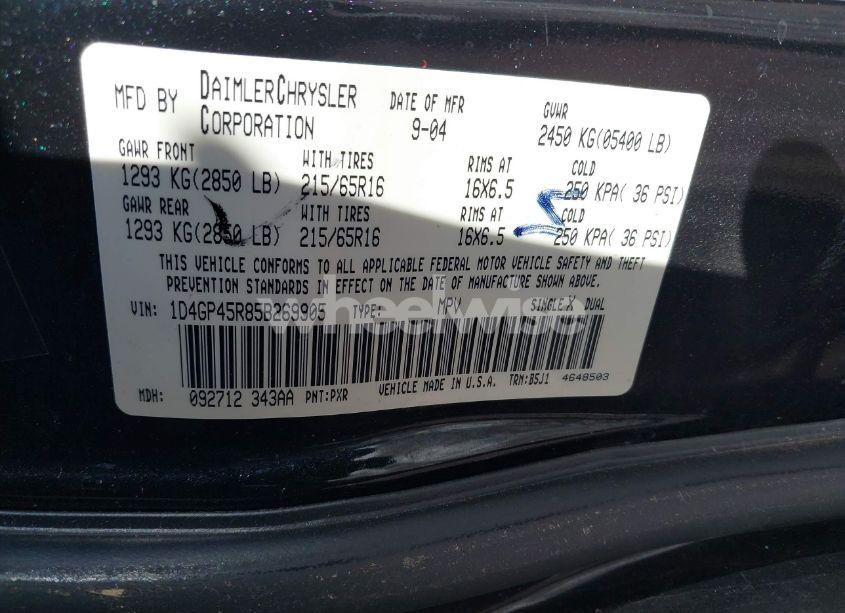 MFD BY DAIMLERCHRYSLER CORPORATION DATE OF MFR 9-04 GVWR 2450 KG(05400 LB)
GAWR FRONT WITH TIRES RIMS AT COLD
1293 KG(2850 LB) 215/65R16 16X6.5 250 KPA( 36 PSI)
GAWR REAR WITH TIRES RIMS AT COLD
1293 KG(2850 LB) 215/65R16 16X6.5 250 KPA( 36 PSI)
THIS VEHICLE CONFORMS TO ALL APPLICABLE FEDERAL MOTOR VEHICLE SAFETY AND THEFT
PREVENTION STANDARDS IN EFFECT ON THE DATE OF MANUFACTURE SHOWN ABOVE.
VIN: 1D4GP45R85B269905 TYPE: MPV SINGLE X DUAL
wheelwise
MDH: 092712 343AA PNT:PXR VEHICLE MADE IN U.S.A. TRM:B5J1 4648503